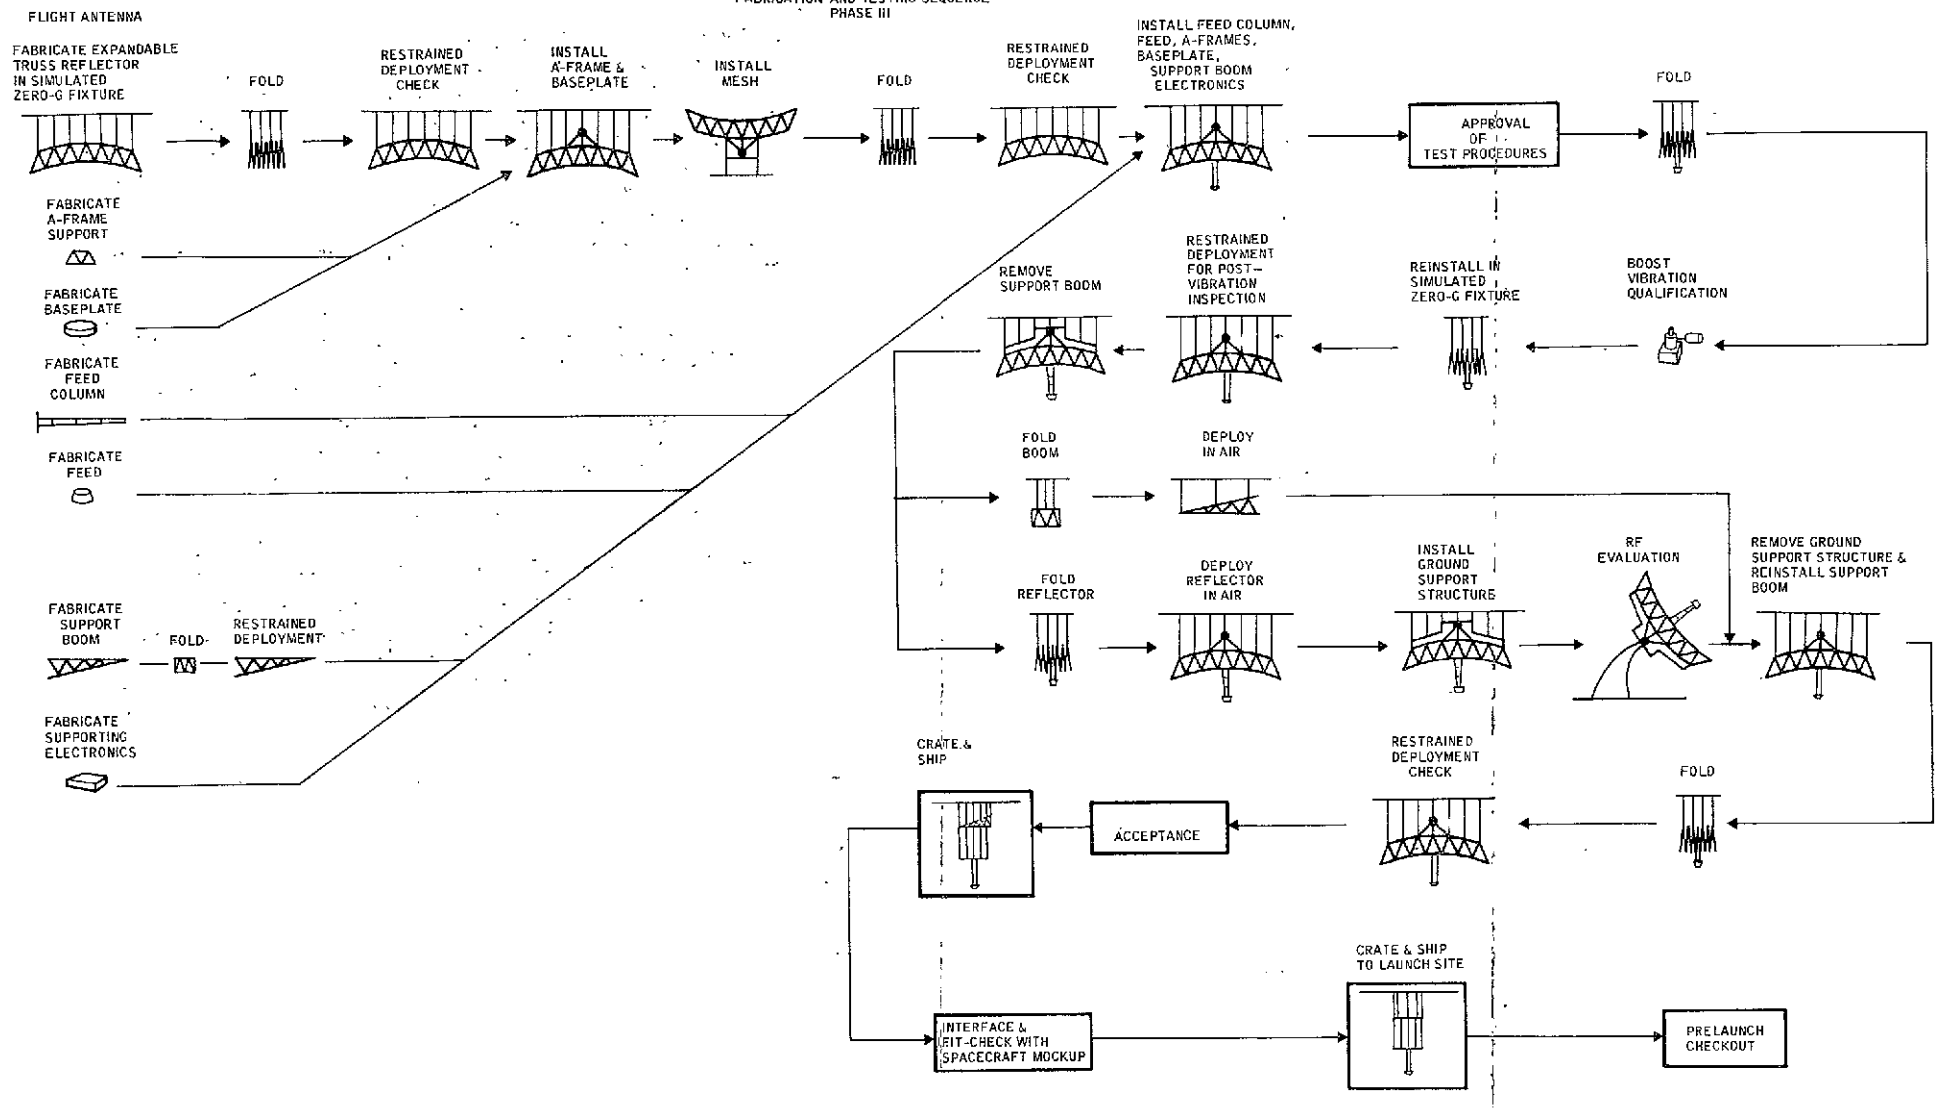 FABRICATION AND TESTING SEQUENCE
PHASE III
FLIGHT ANTENNA
FABRICATE EXPANDABLE
TRUSS REFLECTOR
IN SIMULATED
ZERO-G FIXTURE
FOLD
RESTRAINED
DEPLOYMENT
CHECK
INSTALL
A-FRAME &
BASEPLATE
INSTALL
MESH
FOLD
RESTRAINED
DEPLOYMENT
CHECK
INSTALL FEED COLUMN,
FEED, A-FRAMES,
BASEPLATE,
SUPPORT BOOM
ELECTRONICS
APPROVAL
OF
TEST PROCEDURES
FOLD
FABRICATE
A-FRAME
SUPPORT
FABRICATE
BASEPLATE
FABRICATE
FEED
COLUMN
FABRICATE
FEED
FABRICATE
SUPPORT
BOOM
FOLD
RESTRAINED
DEPLOYMENT
FABRICATE
SUPPORTING
ELECTRONICS
REMOVE
SUPPORT BOOM
RESTRAINED
DEPLOYMENT
FOR POST-
VIBRATION
INSPECTION
REINSTALL IN
SIMULATED
ZERO-G FIXTURE
BOOST
VIBRATION
QUALIFICATION
FOLD
BOOM
DEPLOY
IN AIR
FOLD
REFLECTOR
DEPLOY
REFLECTOR
IN AIR
INSTALL
GROUND
SUPPORT
STRUCTURE
RF
EVALUATION
REMOVE GROUND
SUPPORT STRUCTURE &
REINSTALL SUPPORT
BOOM
CRATE &
SHIP
ACCEPTANCE
RESTRAINED
DEPLOYMENT
CHECK
FOLD
INTERFACE &
FIT-CHECK WITH
SPACECRAFT MOCKUP
CRATE & SHIP
TO LAUNCH SITE
PRELAUNCH
CHECKOUT